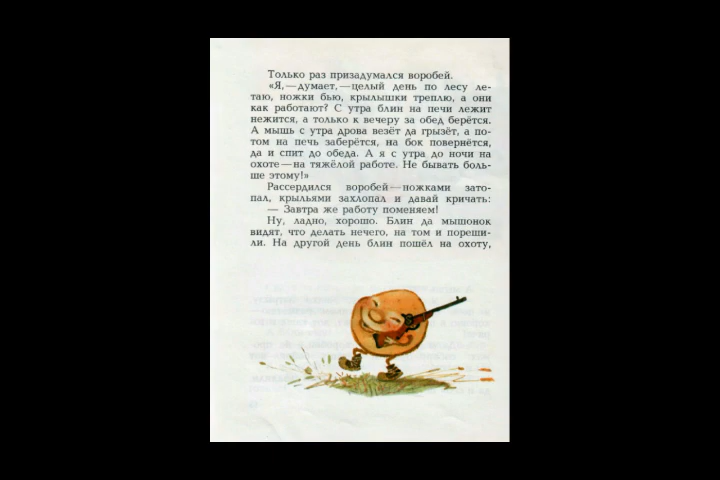 Только раз призадумался воробей.
«Я,—думает,—целый день по лесу ле-
таю, ножки бью, крылышки треплю, а они
как работают? С утра блин на печи лежит
нежится, а только к вечеру за обед берётся.
А мышь с утра дрова везёт да грызёт, а по-
том на печь заберётся, на бок повернётся,
да и спит до обеда. А я с утра до ночи на
охоте—на тяжёлой работе. Не бывать боль-
ше этому!»
Рассердился воробей—ножками зато-
пал, крыльями захлопал и давай кричать:
— Завтра же работу поменяем!
Ну, ладно, хорошо. Блин да мышонок
видят, что делать нечего, на том и пореши-
ли. На другой день блин пошёл на охоту,